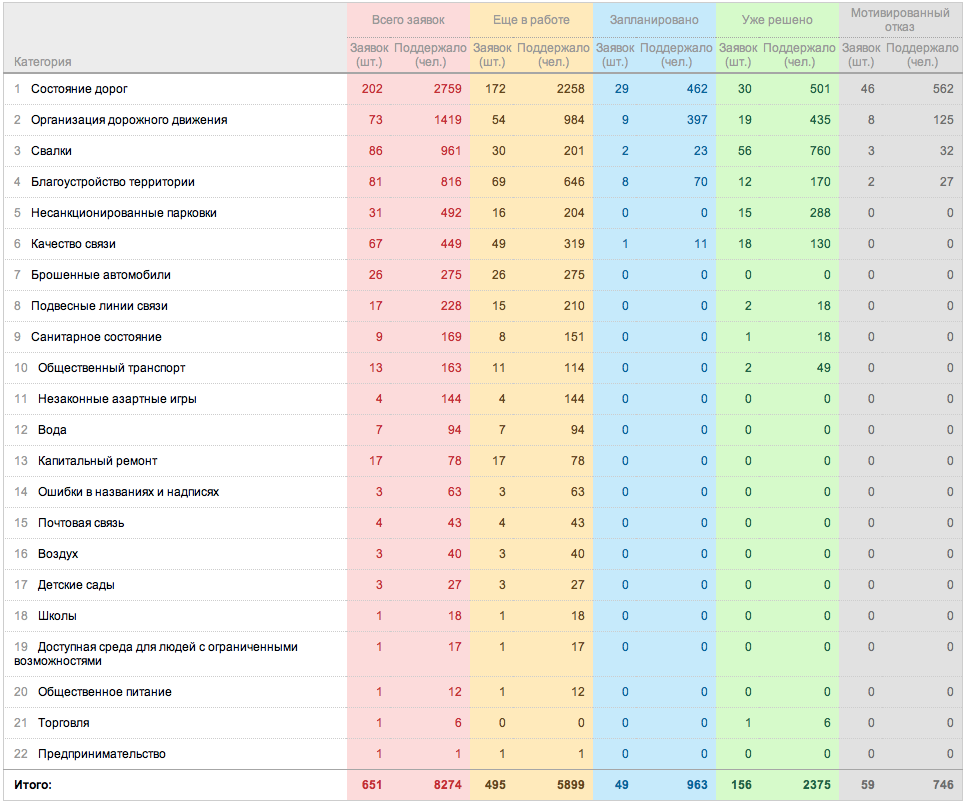 Всего заявок Еще в работе Запланировано Уже решено Мотивированный отказ
Категория Заявок (шт.) Поддержало (чел.) Заявок (шт.) Поддержало (чел.) Заявок (шт.) Поддержало (чел.) Заявок (шт.) Поддержало (чел.) Заявок (шт.) Поддержало (чел.)
1 Состояние дорог 202 2759 172 2258 29 462 30 501 46 562
2 Организация дорожного движения 73 1419 54 984 9 397 19 435 8 125
3 Свалки 86 961 30 201 2 23 56 760 3 32
4 Благоустройство территории 81 816 69 646 8 70 12 170 2 27
5 Несанкционированные парковки 31 492 16 204 0 0 15 288 0 0
6 Качество связи 67 449 49 319 1 11 18 130 0 0
7 Брошенные автомобили 26 275 26 275 0 0 0 0 0 0
8 Подвесные линии связи 17 228 15 210 0 0 2 18 0 0
9 Санитарное состояние 9 169 8 151 0 0 1 18 0 0
10 Общественный транспорт 13 163 11 114 0 0 2 49 0 0
11 Незаконные азартные игры 4 144 4 144 0 0 0 0 0 0
12 Вода 7 94 7 94 0 0 0 0 0 0
13 Капитальный ремонт 17 78 17 78 0 0 0 0 0 0
14 Ошибки в названиях и надписях 3 63 3 63 0 0 0 0 0 0
15 Почтовая связь 4 43 4 43 0 0 0 0 0 0
16 Воздух 3 40 3 40 0 0 0 0 0 0
17 Детские сады 3 27 3 27 0 0 0 0 0 0
18 Школы 1 18 1 18 0 0 0 0 0 0
19 Доступная среда для людей с ограниченными 1 17 1 17 0 0 0 0 0 0
возможностями
20 Общественное питание 1 12 1 12 0 0 0 0 0 0
21 Торговля 1 6 0 0 0 0 1 6 0 0
22 Предпринимательство 1 1 1 1 0 0 0 0 0 0
Итого: 651 8274 495 5899 49 963 156 2375 59 746